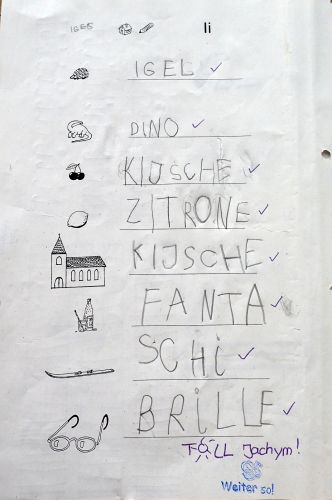 Ii
IGEL
DINO
KIJSCHE
ZITRONE
KIJSCHE
FANTA
SCHi
BRiLLE
TOLL Jachym!
Weiter so!